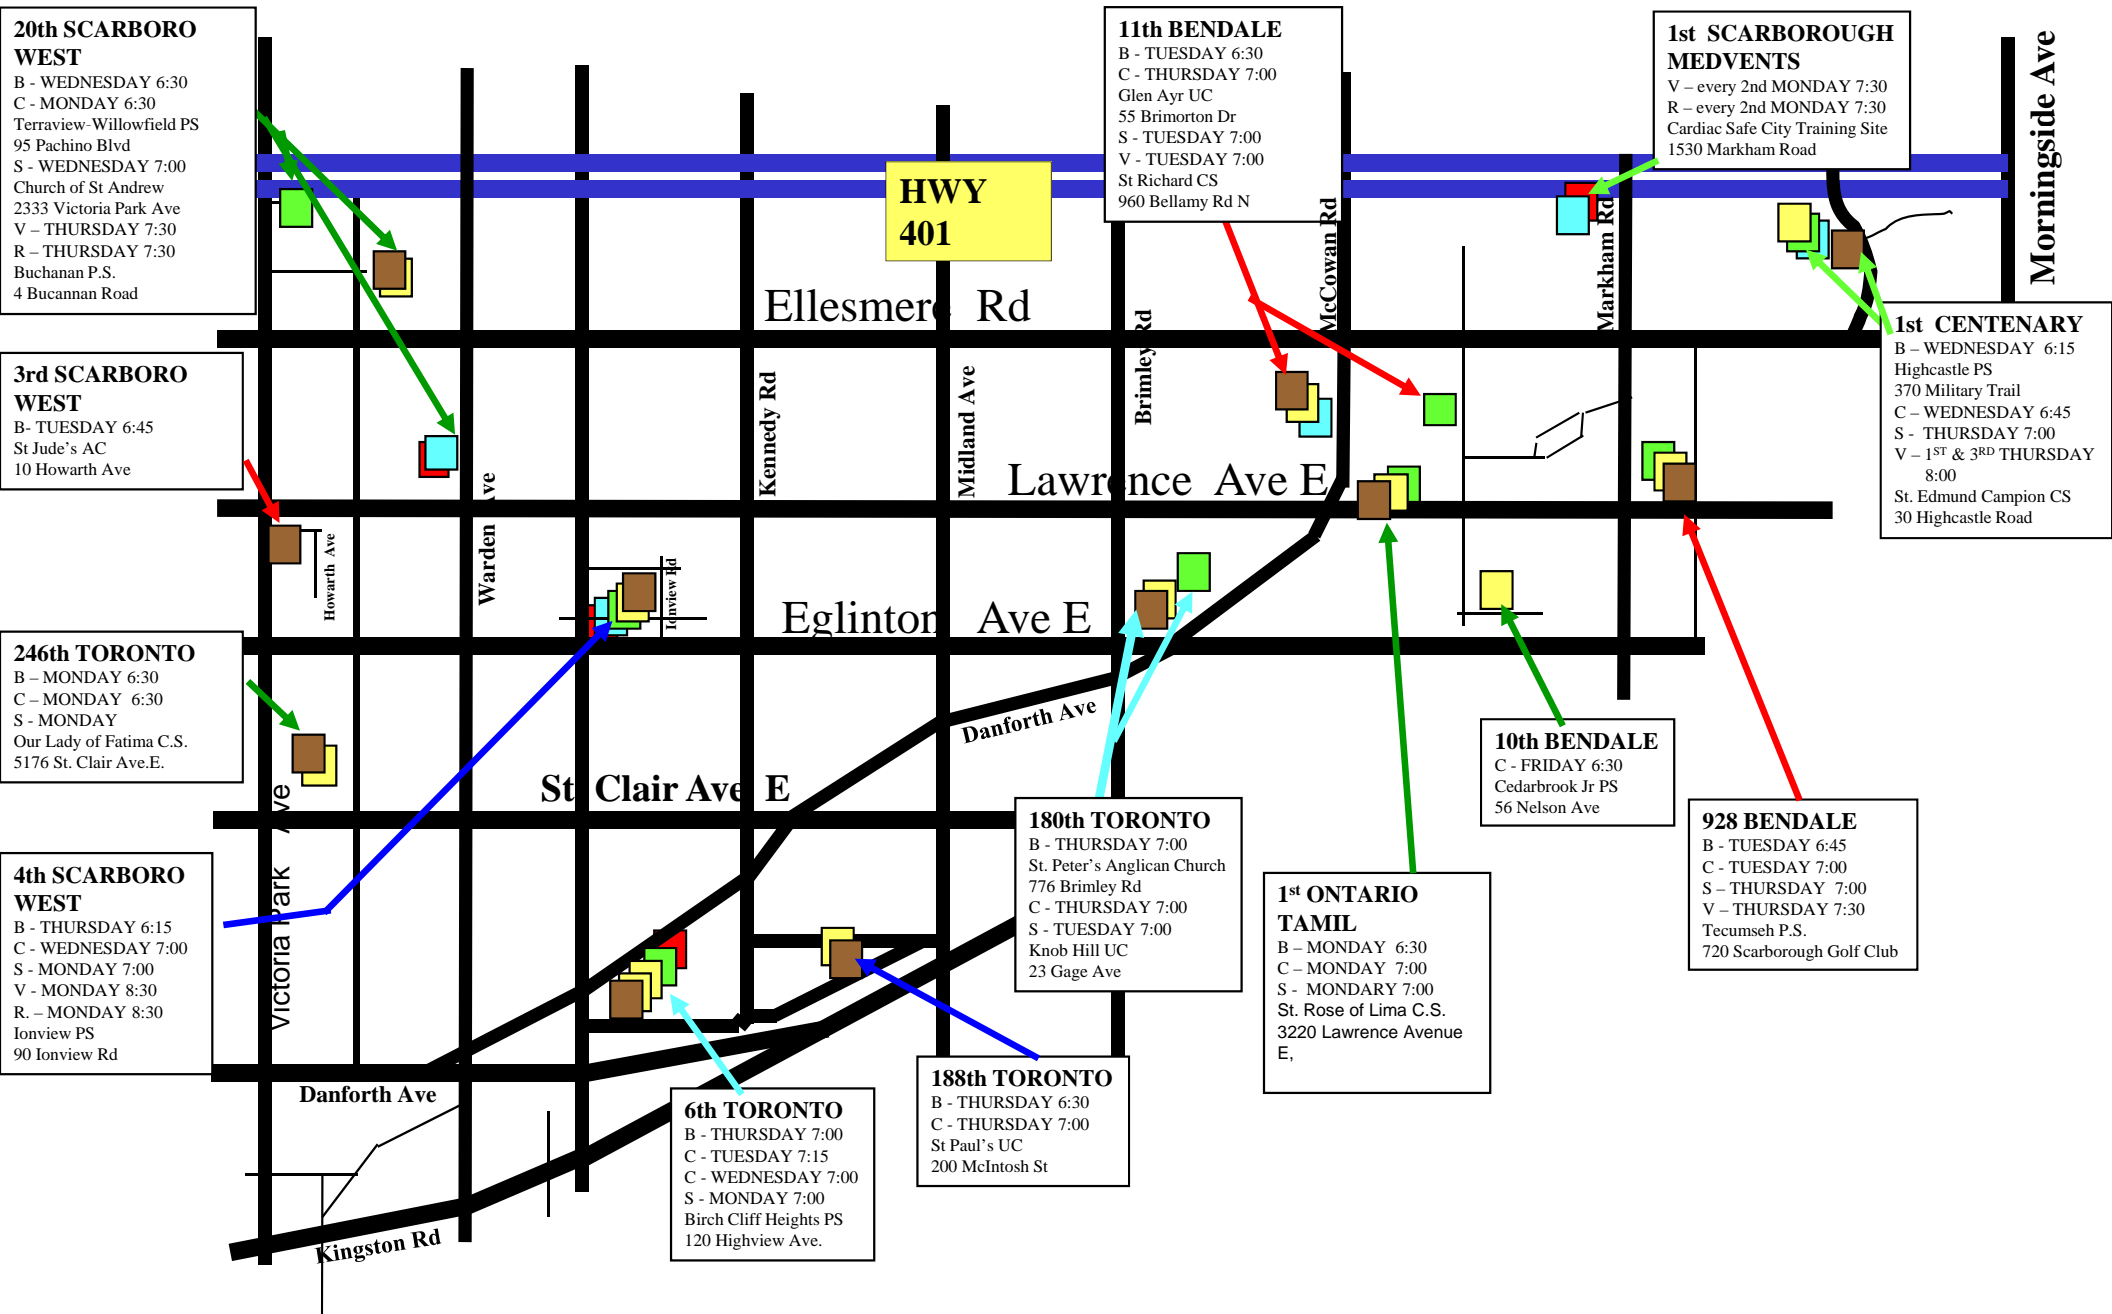 20th SCARBORO
WEST
B - WEDNESDAY 6:30
C - MONDAY 6:30
Terraview-Willowfield PS
95 Pachino Blvd
S - WEDNESDAY 7:00
Church of St Andrew
2333 Victoria Park Ave
V – THURSDAY 7:30
R – THURSDAY 7:30
Buchanan P.S.
4 Bucannan Road
11th BENDALE
B - TUESDAY 6:30
C - THURSDAY 7:00
Glen Ayr UC
55 Brimorton Dr
S - TUESDAY 7:00
V - TUESDAY 7:00
St Richard CS
960 Bellamy Rd N
1st SCARBOROUGH
MEDVENTS
V – every 2nd MONDAY 7:30
R – every 2nd MONDAY 7:30
Cardiac Safe City Training Site
1530 Markham Road
Morningside Ave
HWY
401
McCowan Rd
Markham Rd
Ellesmere Rd
Brimley Rd
1st CENTENARY
B – WEDNESDAY 6:15
Highcastle PS
370 Military Trail
C – WEDNESDAY 6:45
S - THURSDAY 7:00
V – 1ST & 3RD THURSDAY
8:00
St. Edmund Campion CS
30 Highcastle Road
3rd SCARBORO
WEST
B- TUESDAY 6:45
St Jude's AC
10 Howarth Ave
Kennedy Rd
Midland Ave
Lawrence Ave E
Warden Ave
Howarth Ave
Ionview Rd
Eglinton Ave E
246th TORONTO
B – MONDAY 6:30
C – MONDAY 6:30
S - MONDAY
Our Lady of Fatima C.S.
5176 St. Clair Ave.E.
Danforth Ave
St. Clair Ave E
Victoria Park Ave
10th BENDALE
C - FRIDAY 6:30
Cedarbrook Jr PS
56 Nelson Ave
180th TORONTO
B - THURSDAY 7:00
St. Peter's Anglican Church
776 Brimley Rd
C - THURSDAY 7:00
S - TUESDAY 7:00
Knob Hill UC
23 Gage Ave
928 BENDALE
B - TUESDAY 6:45
C - TUESDAY 7:00
S – THURSDAY 7:00
V – THURSDAY 7:30
Tecumseh P.S.
720 Scarborough Golf Club
4th SCARBORO
WEST
B - THURSDAY 6:15
C - WEDNESDAY 7:00
S - MONDAY 7:00
V - MONDAY 8:30
R. – MONDAY 8:30
Ionview PS
90 Ionview Rd
1st ONTARIO
TAMIL
B – MONDAY 6:30
C – MONDAY 7:00
S - MONDARY 7:00
St. Rose of Lima C.S.
3220 Lawrence Avenue
E,
Danforth Ave
6th TORONTO
B - THURSDAY 7:00
C - TUESDAY 7:15
C - WEDNESDAY 7:00
S - MONDAY 7:00
Birch Cliff Heights PS
120 Highview Ave.
188th TORONTO
B - THURSDAY 6:30
C - THURSDAY 7:00
St Paul's UC
200 McIntosh St
Kingston Rd